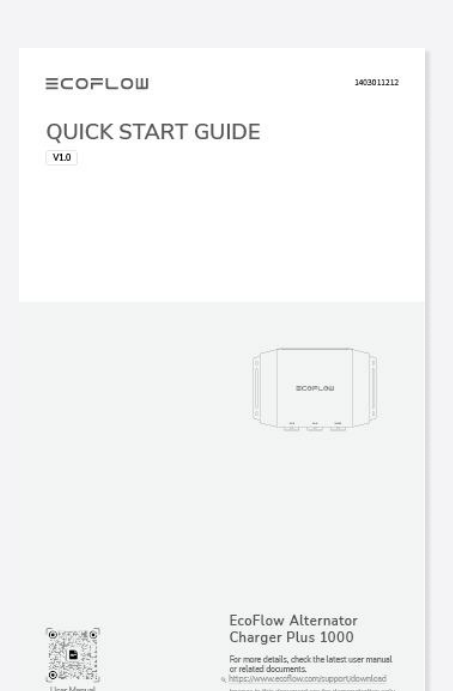 ECOFLOW
1403011212
QUICK START GUIDE
V1.0
ECOFLOW
EcoFlow Alternator
Charger Plus 1000
For more details, check the latest user manual
or related documents.
https://www.ecoflow.com/support/download
User Manual